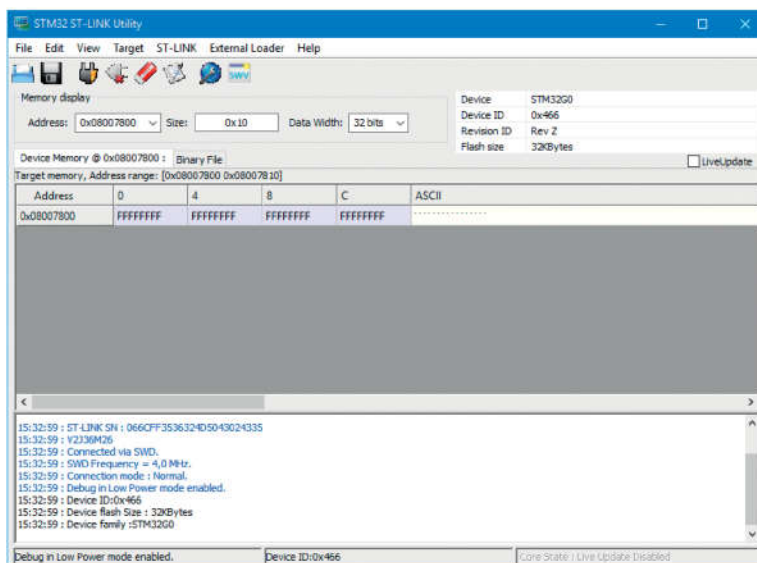 STM32 ST-LINK Utility
File Edit View Target ST-LINK External Loader Help
SWV
Memory display
Address: 0x08007800 Size: 0x10 Data Width: 32 bits
Device STM32G0
Device ID 0x466
Revision ID Rev Z
Flash size 32KBytes
Device Memory @ 0x08007800 : Binary File
LiveUpdate
Target memory, Address range: [0x08007800 0x08007810]
Address 0 4 8 C ASCII
0x08007800 FFFFFFFF FFFFFFFF FFFFFFFF FFFFFFFF ................
15:32:59 : ST-LINK SN : 066CFF3536324D5043024335
15:32:59 : V2J36M26
15:32:59 : Connected via SWD.
15:32:59 : SWD Frequency = 4,0 MHz.
15:32:59 : Connection mode : Normal.
15:32:59 : Debug in Low Power mode enabled.
15:32:59 : Device ID:0x466
15:32:59 : Device flash Size : 32KBytes
15:32:59 : Device family :STM32G0
Debug in Low Power mode enabled. Device ID:0x466 Core State : Live Update Disabled